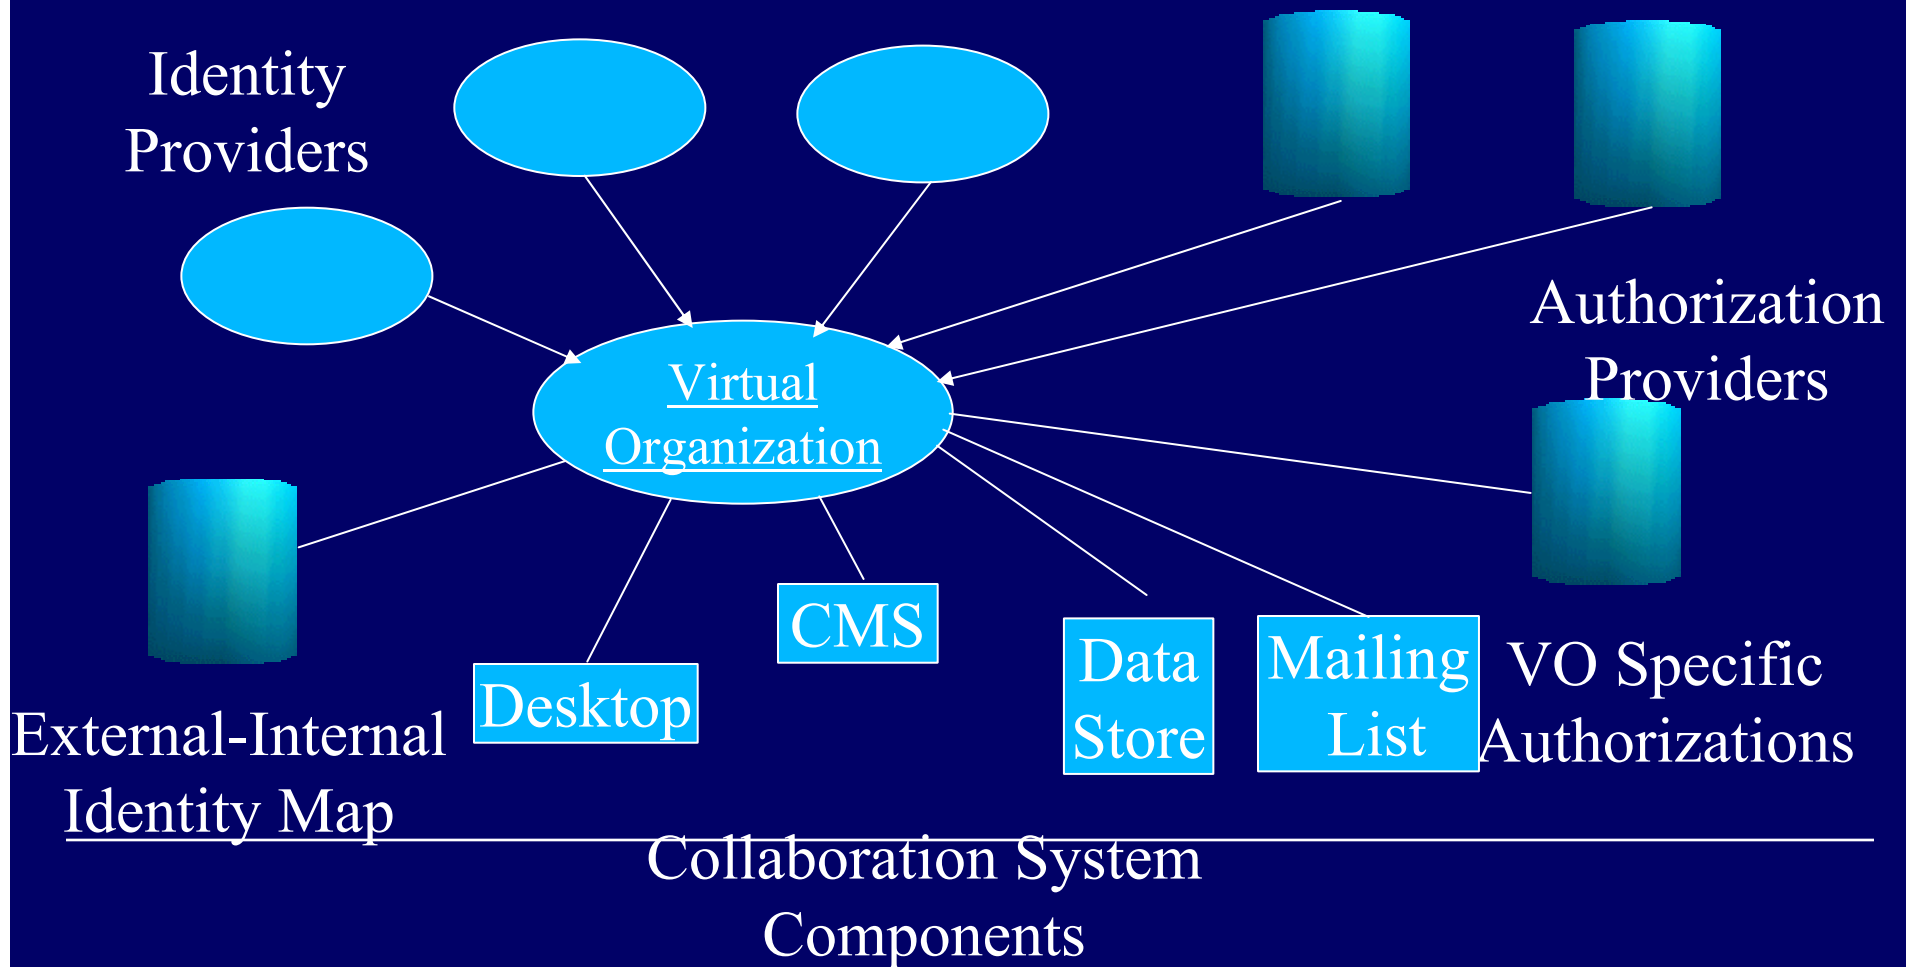 Identity
Providers
Authorization
Providers
Virtual
Organization
CMS
Desktop
Data
Store
Mailing
List
VO Specific
Authorizations
External-Internal
Identity Map
Collaboration System
Components